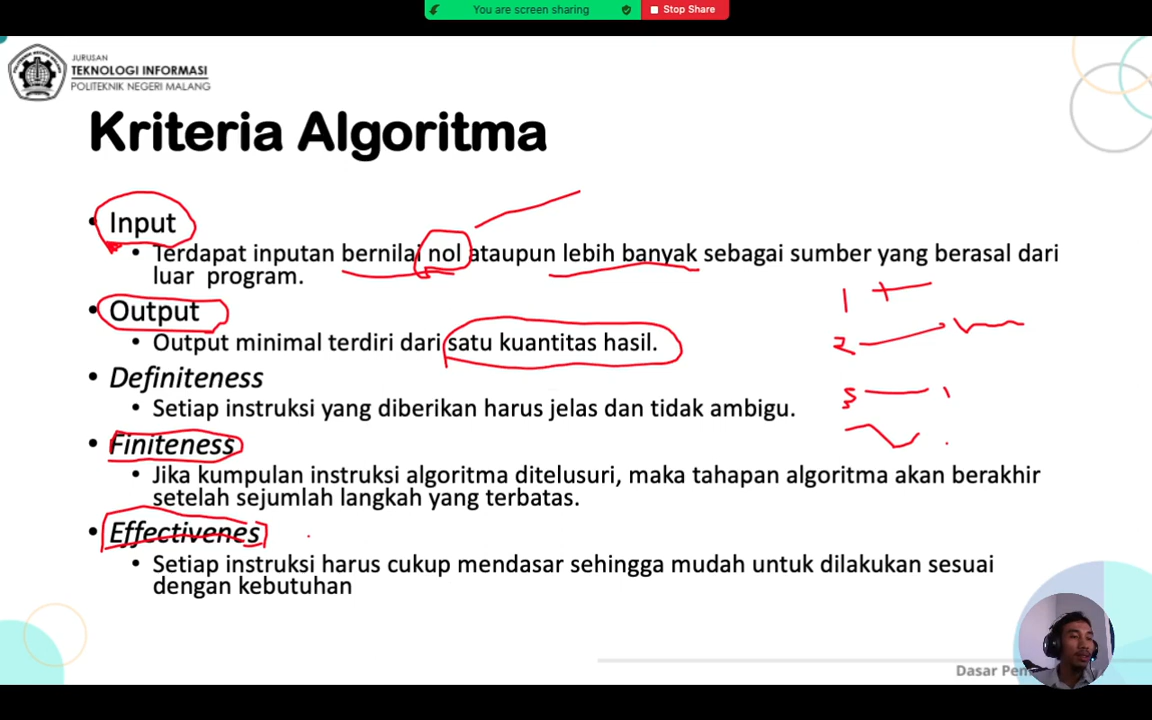 You are screen sharing
Stop Share
JURUSAN
TEKNOLOGI INFORMASI
POLITEKNIK NEGERI MALANG
Kriteria Algoritma
• Input
• Terdapat inputan bernilai nol ataupun lebih banyak sebagai sumber yang berasal dari
luar program.
• Output
• Output minimal terdiri dari satu kuantitas hasil.
• Definiteness
• Setiap instruksi yang diberikan harus jelas dan tidak ambigu.
• Finiteness
• Jika kumpulan instruksi algoritma ditelusuri, maka tahapan algoritma akan berakhir
setelah sejumlah langkah yang terbatas.
• Effectivenes
• Setiap instruksi harus cukup mendasar sehingga mudah untuk dilakukan sesuai
dengan kebutuhan
1
2
3
Dasar